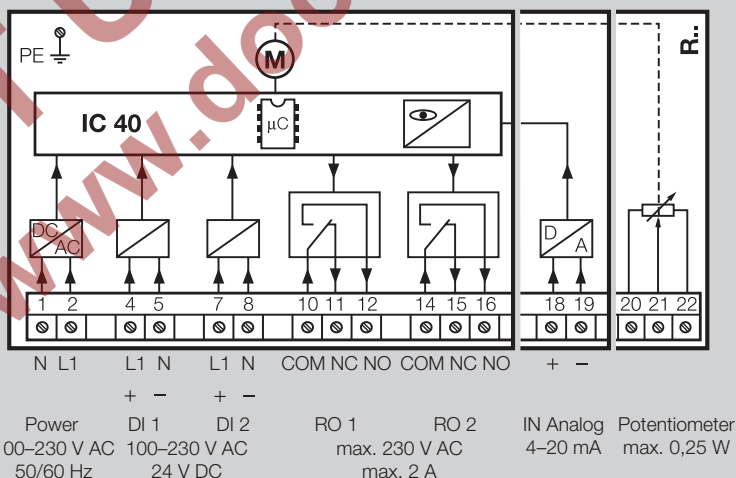 PE
M
R..
IC 40
µC
DC
AC
D
A
1 2 4 5 7 8 10 11 12 14 15 16 18 19 20 21 22
N L1 L1 N L1 N COM NC NO COM NC NO + −
+ − + −
Power DI 1 DI 2 RO 1 RO 2 IN Analog Potentiometer
00–230 V AC 100–230 V AC max. 230 V AC 4–20 mA max. 0,25 W
50/60 Hz 24 V DC max. 2 A
www.doc